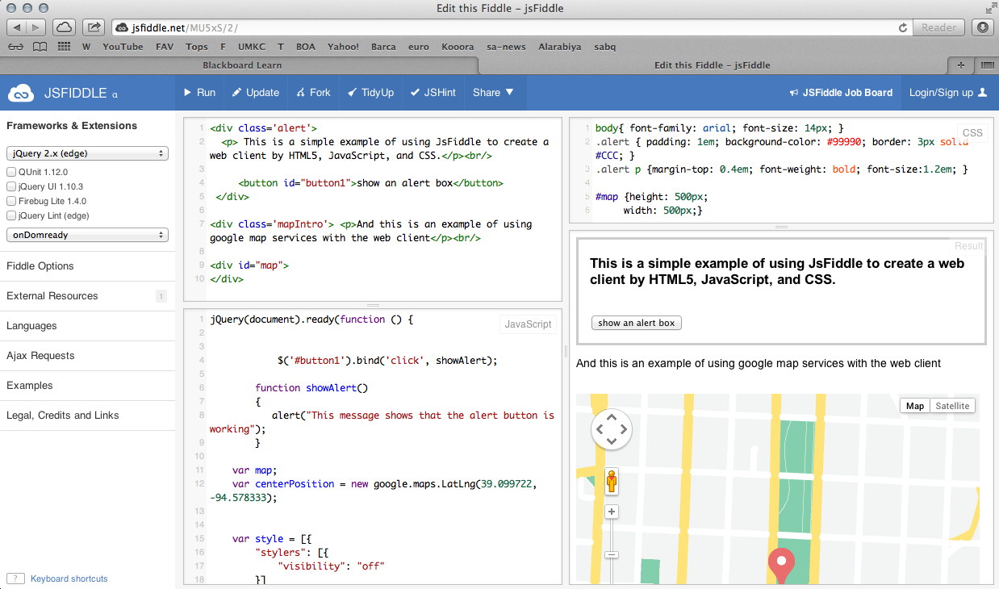 Edit this Fiddle – jsFiddle
jsfiddle.net/MU5xS/2/
Reader
W YouTube FAV Tops F UMKC T BOA Yahoo! Barca euro Kooora sa-news Alarabiya sabq
Blackboard Learn
Edit this Fiddle – jsFiddle
+
JSFIDDLE α
Run
Update
Fork
TidyUp
JSHint
Share ▼
JSFiddle Job Board
Login/Sign up
Frameworks & Extensions
jQuery 2.x (edge)
QUnit 1.12.0
jQuery UI 1.10.3
Firebug Lite 1.4.0
jQuery Lint (edge)
onDomready
Fiddle Options
External Resources 1
Languages
Ajax Requests
Examples
Legal, Credits and Links
? Keyboard shortcuts
1 <div class='alert'>
2 <p> This is a simple example of using JsFiddle to create a
web client by HTML5, JavaScript, and CSS.</p><br/>
3
4 <button id="button1">show an alert box</button>
5 </div>
6
7 <div class='mapIntro'> <p>And this is an example of using
google map services with the web client</p><br/>
8
9 <div id="map">
10 </div>
JavaScript
1 jQuery(document).ready(function () {
2
3
4 $('#button1').bind('click', showAlert);
5
6 function showAlert()
7 {
8 alert("This message shows that the alert button is
working");
9 }
10
11 var map;
12 var centerPosition = new google.maps.LatLng(39.099722,
-94.578333);
13
14
15 var style = [{
16 "stylers": [{
17 "visibility": "off"
18 }]
CSS
1 body{ font-family: arial; font-size: 14px; }
2 .alert { padding: 1em; background-color: #99990; border: 3px solid
#CCC; }
3 .alert p {margin-top: 0.4em; font-weight: bold; font-size:1.2em; }
4
5 #map {height: 500px;
6 width: 500px;}
Result
This is a simple example of using JsFiddle to create a web
client by HTML5, JavaScript, and CSS.
show an alert box
And this is an example of using google map services with the web client
Map Satellite
+
−